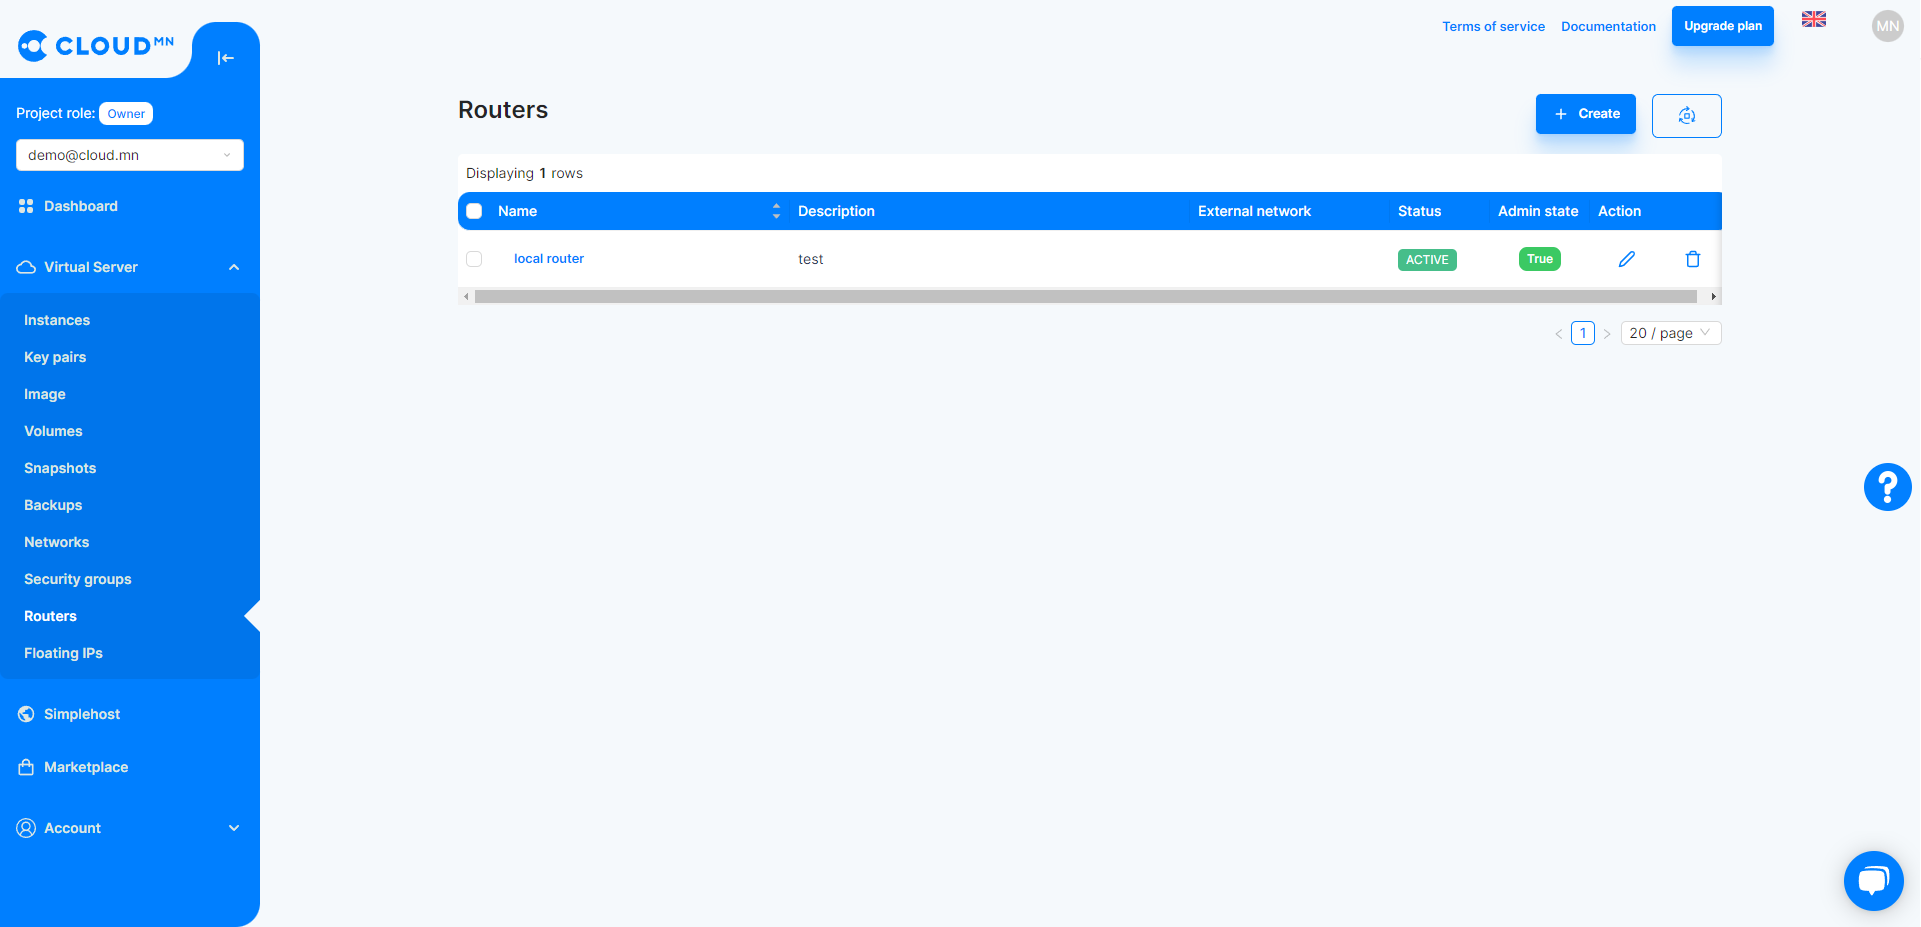 CLOUD MN
Terms of service
Documentation
Upgrade plan
MN
Project role: Owner
demo@cloud.mn
Dashboard
Virtual Server
Instances
Key pairs
Image
Volumes
Snapshots
Backups
Networks
Security groups
Routers
Floating IPs
Simplehost
Marketplace
Account
Routers
+ Create
Displaying 1 rows
Name Description External network Status Admin state Action
local router test ACTIVE True
< 1 > 20 / page
?